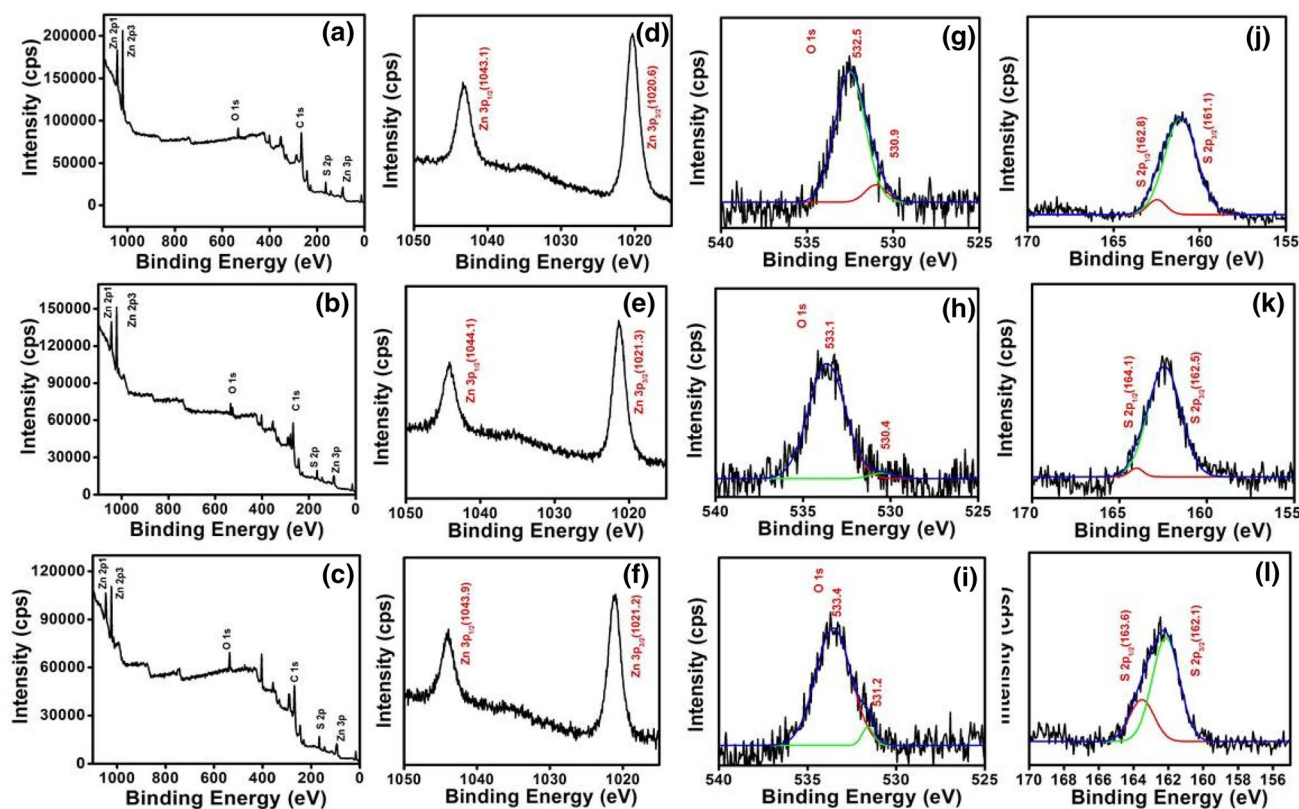 (a)
Zn 2p1
Zn 2p3
O 1s
C 1s
S 2p
Zn 3p
Intensity (cps)
200000
150000
100000
50000
0
1000 800 600 400 200 0
Binding Energy (eV)
(d)
Zn 3p1/2(1043.1)
Zn 3p3/2(1020.6)
Intensity (cps)
1050 1040 1030 1020
Binding Energy (eV)
(g)
O 1s
532.5
530.9
Intensity (cps)
540 535 530 525
Binding Energy (eV)
(j)
S 2p1/2(162.8)
S 2p3/2(161.1)
Intensity (cps)
170 165 160 155
Binding Energy (eV)
(b)
Zn 2p1
Zn 2p3
O 1s
C 1s
S 2p
Zn 3p
Intensity (cps)
150000
120000
90000
60000
30000
0
1000 800 600 400 200 0
Binding Energy (eV)
(e)
Zn 3p1/2(1044.1)
Zn 3p3/2(1021.3)
Intensity (cps)
1050 1040 1030 1020
Binding Energy (eV)
(h)
O 1s
533.1
530.4
Intensity (cps)
540 535 530 525
Binding Energy (eV)
(k)
S 2p1/2(164.1)
S 2p3/2(162.5)
Intensity (cps)
170 165 160 155
Binding Energy (eV)
(c)
Zn 2p1
Zn 2p3
O 1s
C 1s
S 2p
Zn 3p
Intensity (cps)
120000
90000
60000
30000
0
1000 800 600 400 200 0
Binding Energy (eV)
(f)
Zn 3p1/2(1043.9)
Zn 3p3/2(1021.2)
Intensity (cps)
1050 1040 1030 1020
Binding Energy (eV)
(i)
O 1s
533.4
531.2
Intensity (cps)
540 535 530 525
Binding Energy (eV)
(l)
S 2p1/2(163.6)
S 2p3/2(162.1)
Intensity (cps)
170 168 166 164 162 160 158 156
Binding Energy (eV)